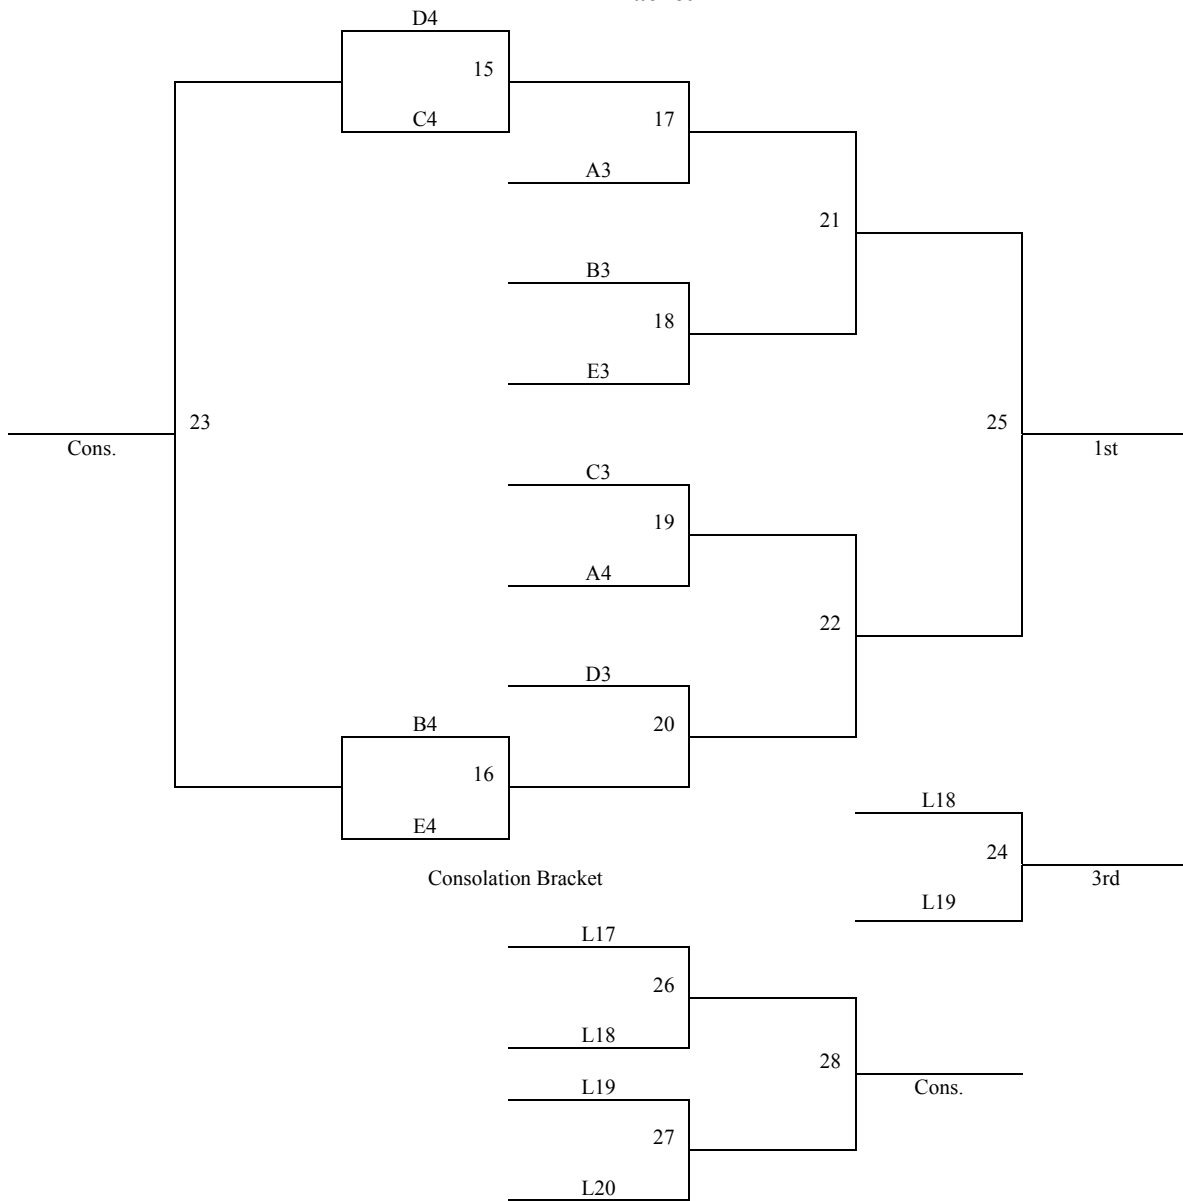 D4
15
C4
17
A3
21
B3
18
E3
23
25
Cons.
1st
C3
19
A4
22
D3
B4
20
16
L18
E4
24
Consolation Bracket
3rd
L19
L17
26
L18
28
L19
Cons.
27
L20